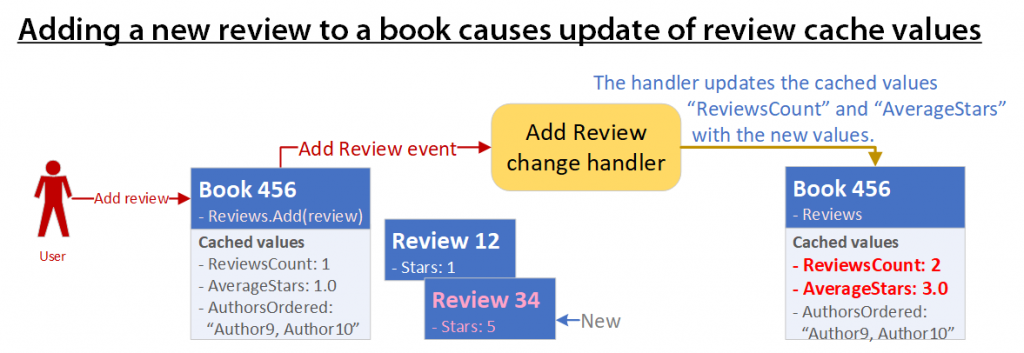 Adding a new review to a book causes update of review cache values
The handler updates the cached values
“ReviewsCount” and “AverageStars”
with the new values.
Add Review
change handler
Add Review event
Add review
User
Book 456
- Reviews.Add(review)
Cached values
- ReviewsCount: 1
- AverageStars: 1.0
- AuthorsOrdered:
“Author9, Author10”
Review 12
- Stars: 1
Review 34
- Stars: 5
New
Book 456
- Reviews
Cached values
- ReviewsCount: 2
- AverageStars: 3.0
- AuthorsOrdered:
“Author9, Author10”